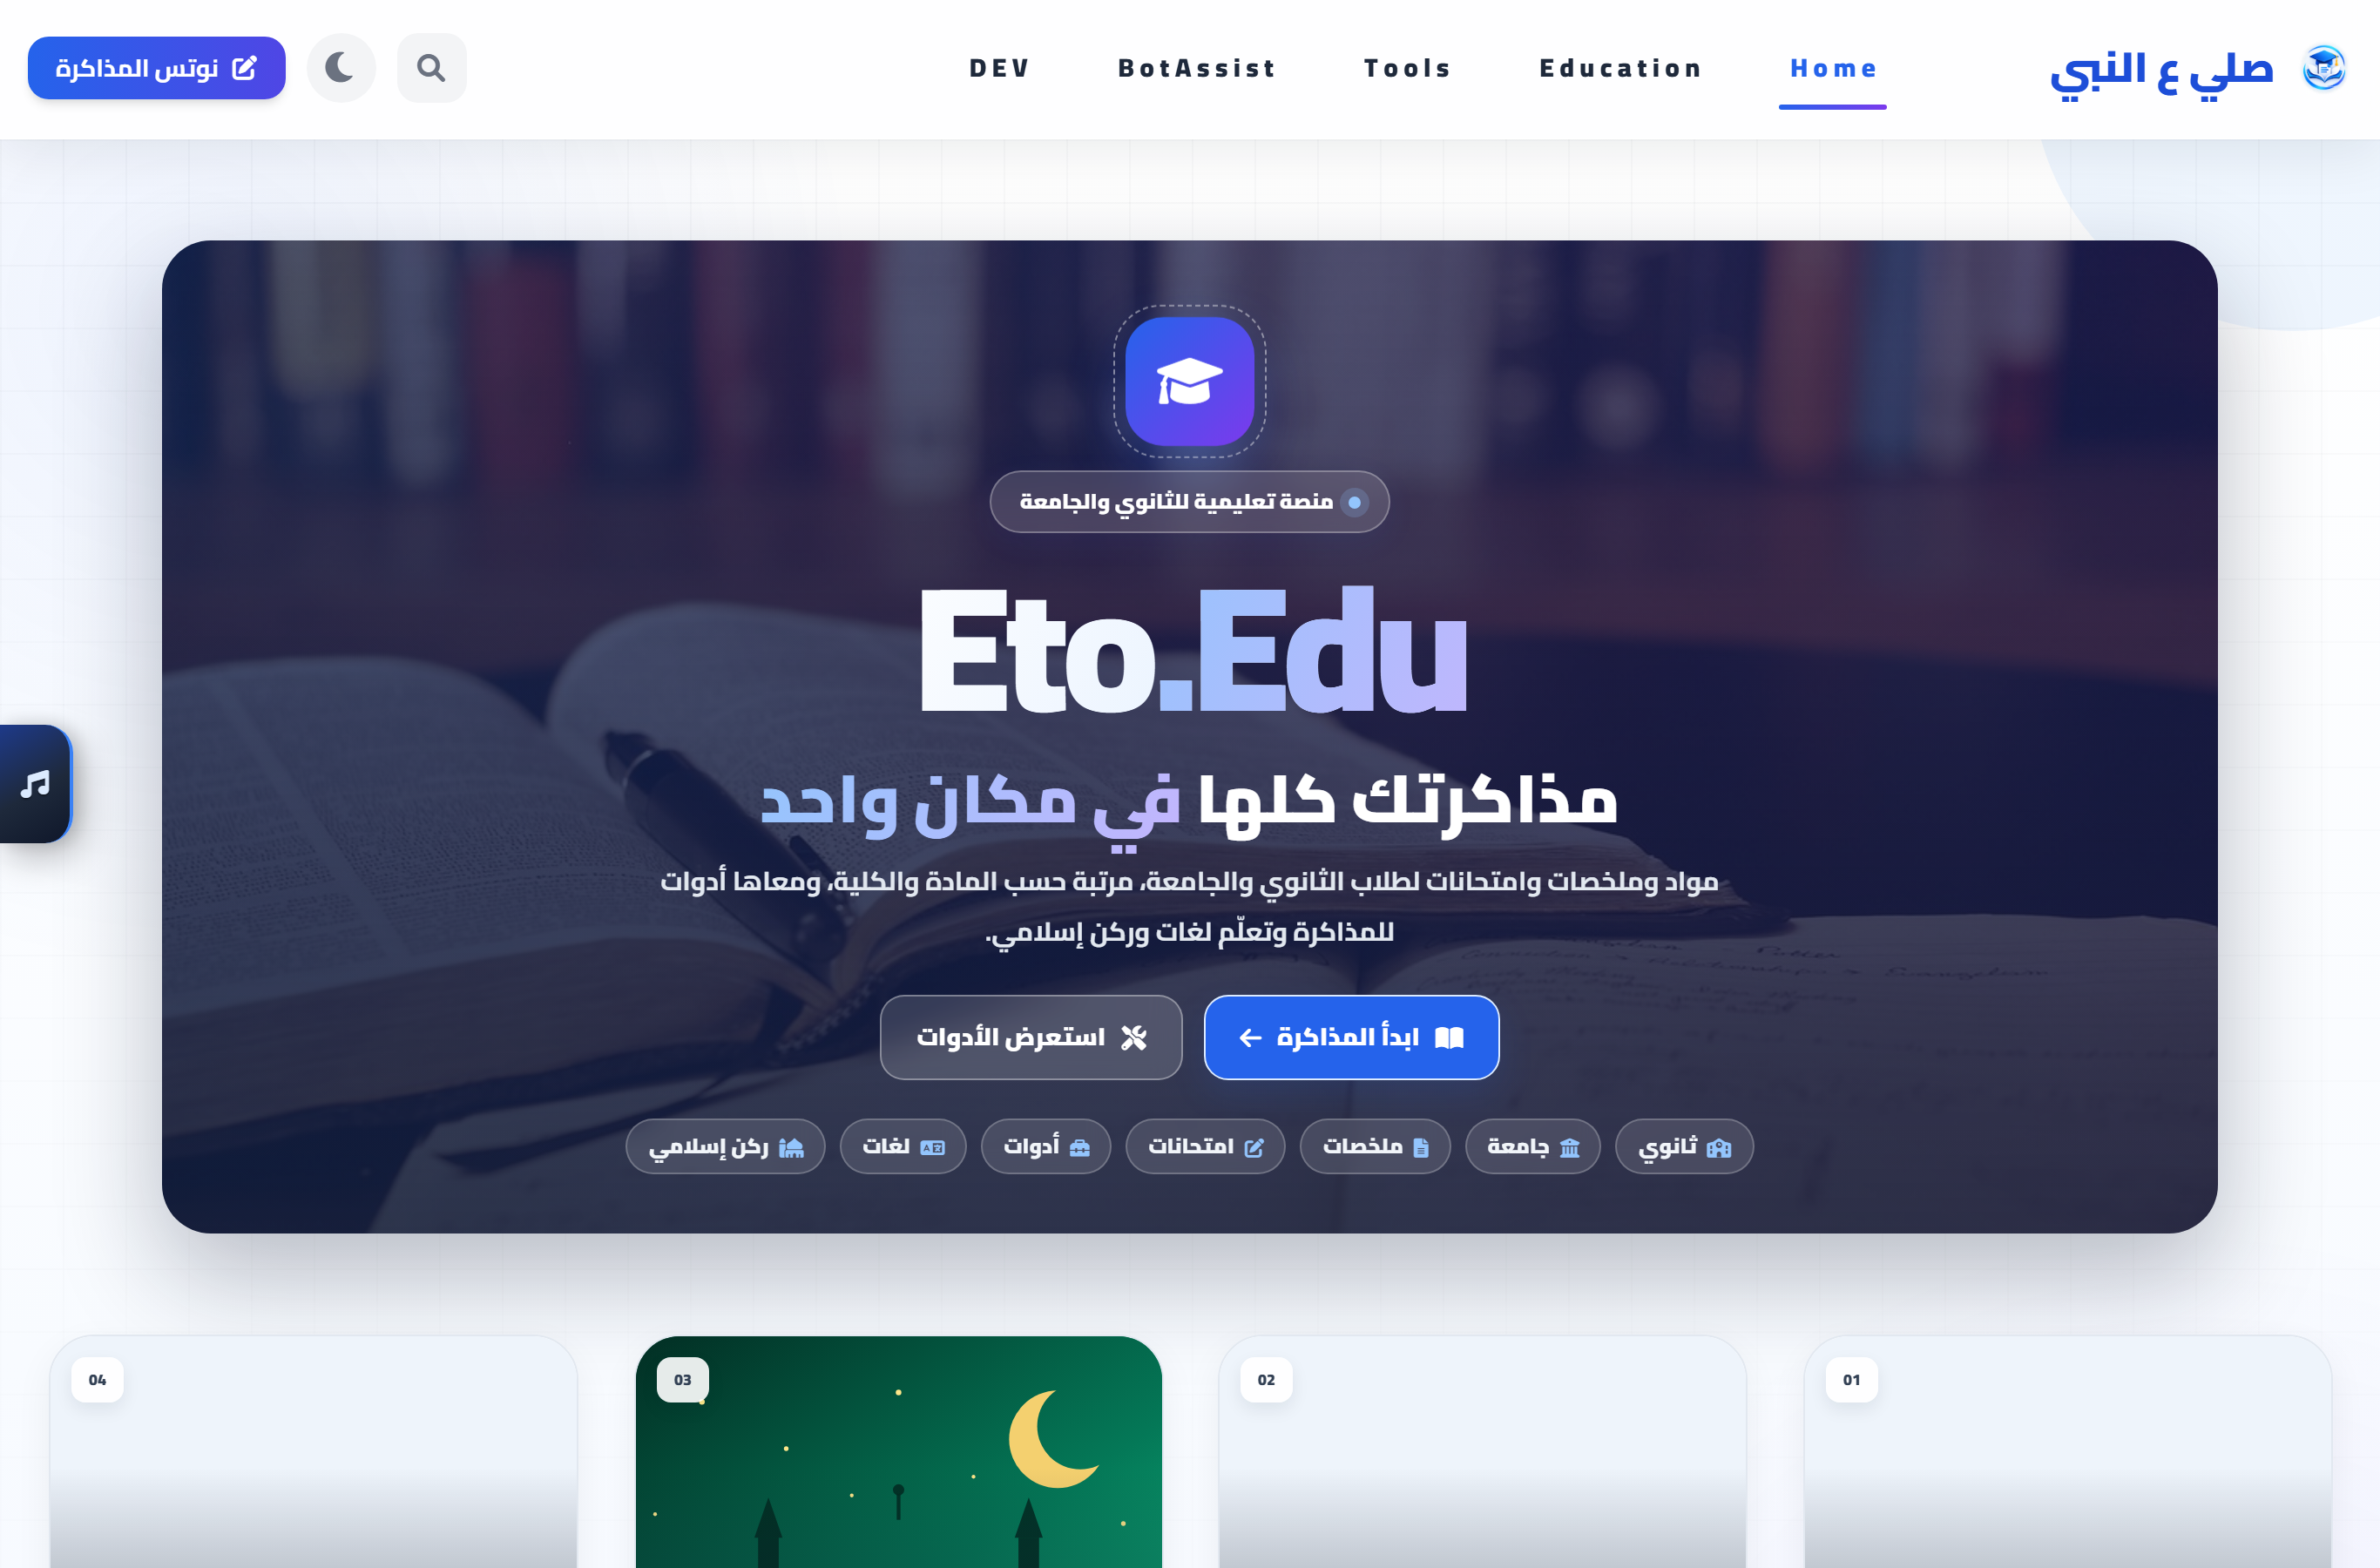 صلي ع النبي
Home
Education
Tools
BotAssist
DEV
نوتس المذاكرة
منصة تعليمية للثانوي والجامعة
Eto.Edu
مذاكرتك كلها في مكان واحد
مواد وملخصات وامتحانات لطلاب الثانوي والجامعة، مرتبة حسب المادة والكلية، ومعاها أدوات
للمذاكرة وتعلّم لغات وركن إسلامي.
ابدأ المذاكرة
استعرض الأدوات
ثانوي
جامعة
ملخصات
امتحانات
أدوات
لغات
ركن إسلامي
01
02
03
04